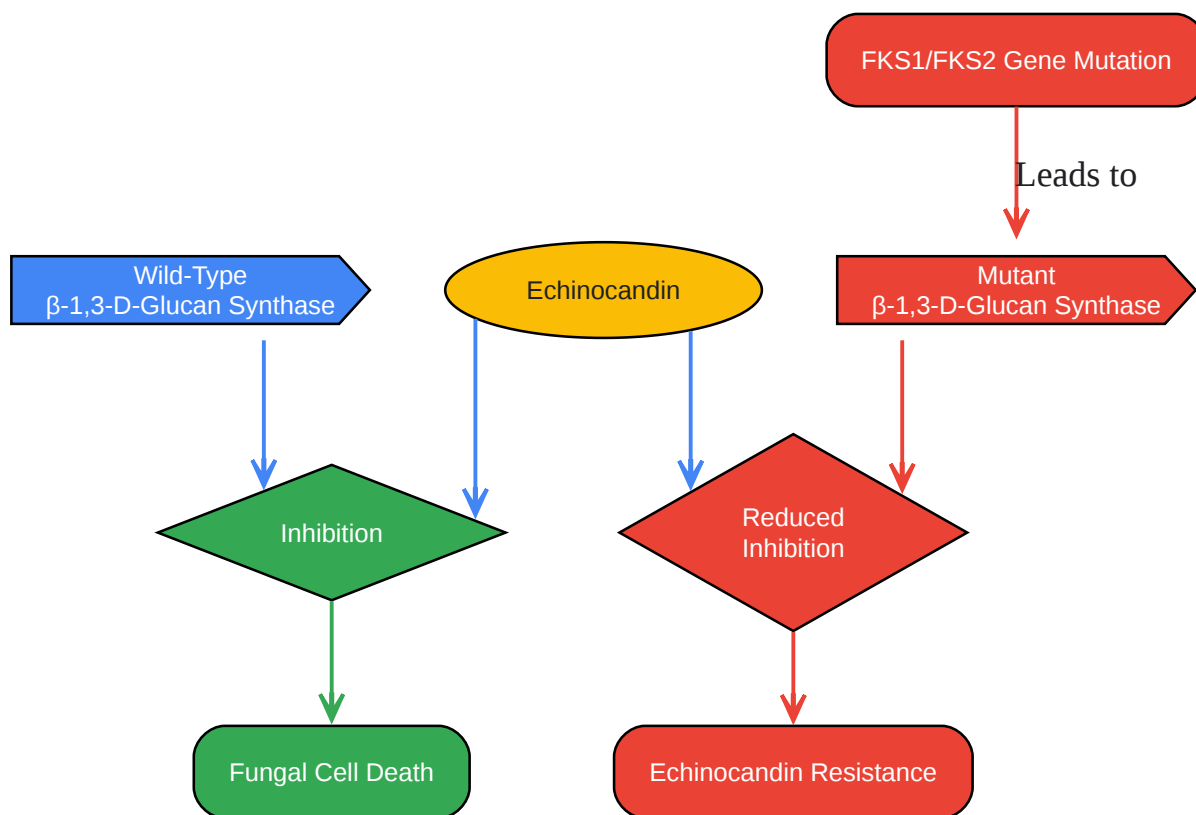 FKS1/FKS2 Gene Mutation
Leads to
Wild-Type
β-1,3-D-Glucan Synthase
Echinocandin
Mutant
β-1,3-D-Glucan Synthase
Inhibition
Reduced
Inhibition
Fungal Cell Death
Echinocandin Resistance